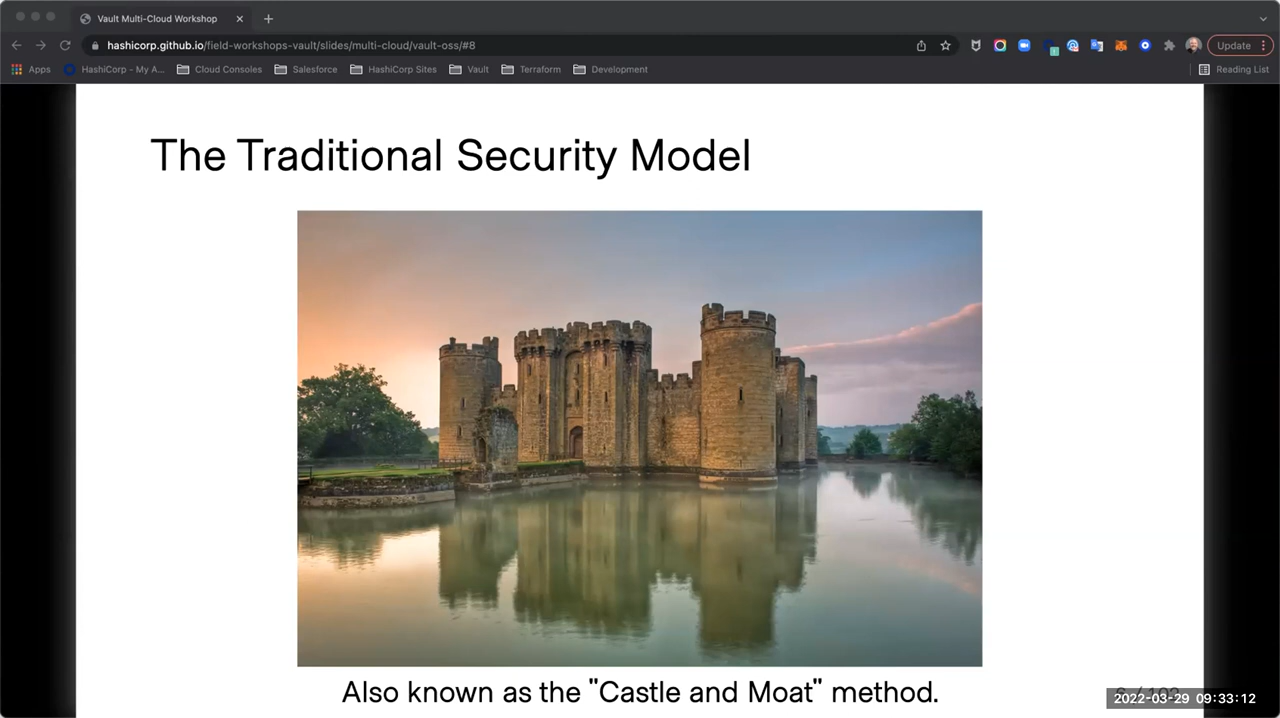 Vault Multi-Cloud Workshop
hashicorp.github.io/field-workshops-vault/slides/multi-cloud/vault-oss/#8
Update
Apps
HashiCorp - My A...
Cloud Consoles
Salesforce
HashiCorp Sites
Vault
Terraform
Development
Reading List
The Traditional Security Model
Also known as the "Castle and Moat" method.
2022-03-29 09:33:12